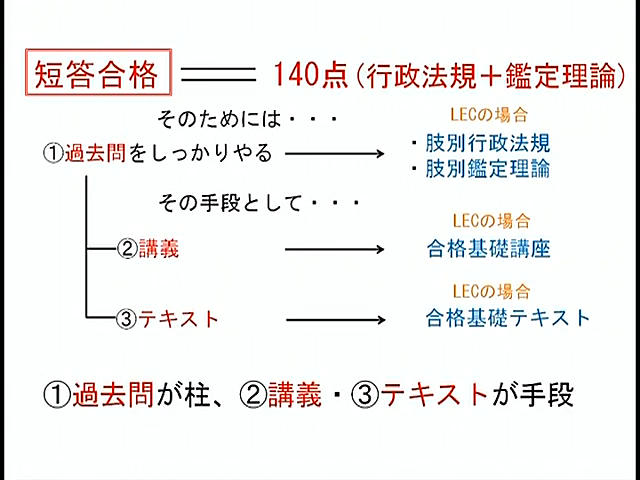 短答合格 ＝ 140点（行政法規＋鑑定理論）
そのためには・・・
LECの場合
①過去問をしっかりやる → ・肢別行政法規
・肢別鑑定理論
その手段として・・・
LECの場合
②講義 → 合格基礎講座
LECの場合
③テキスト → 合格基礎テキスト
①過去問が柱、②講義・③テキストが手段